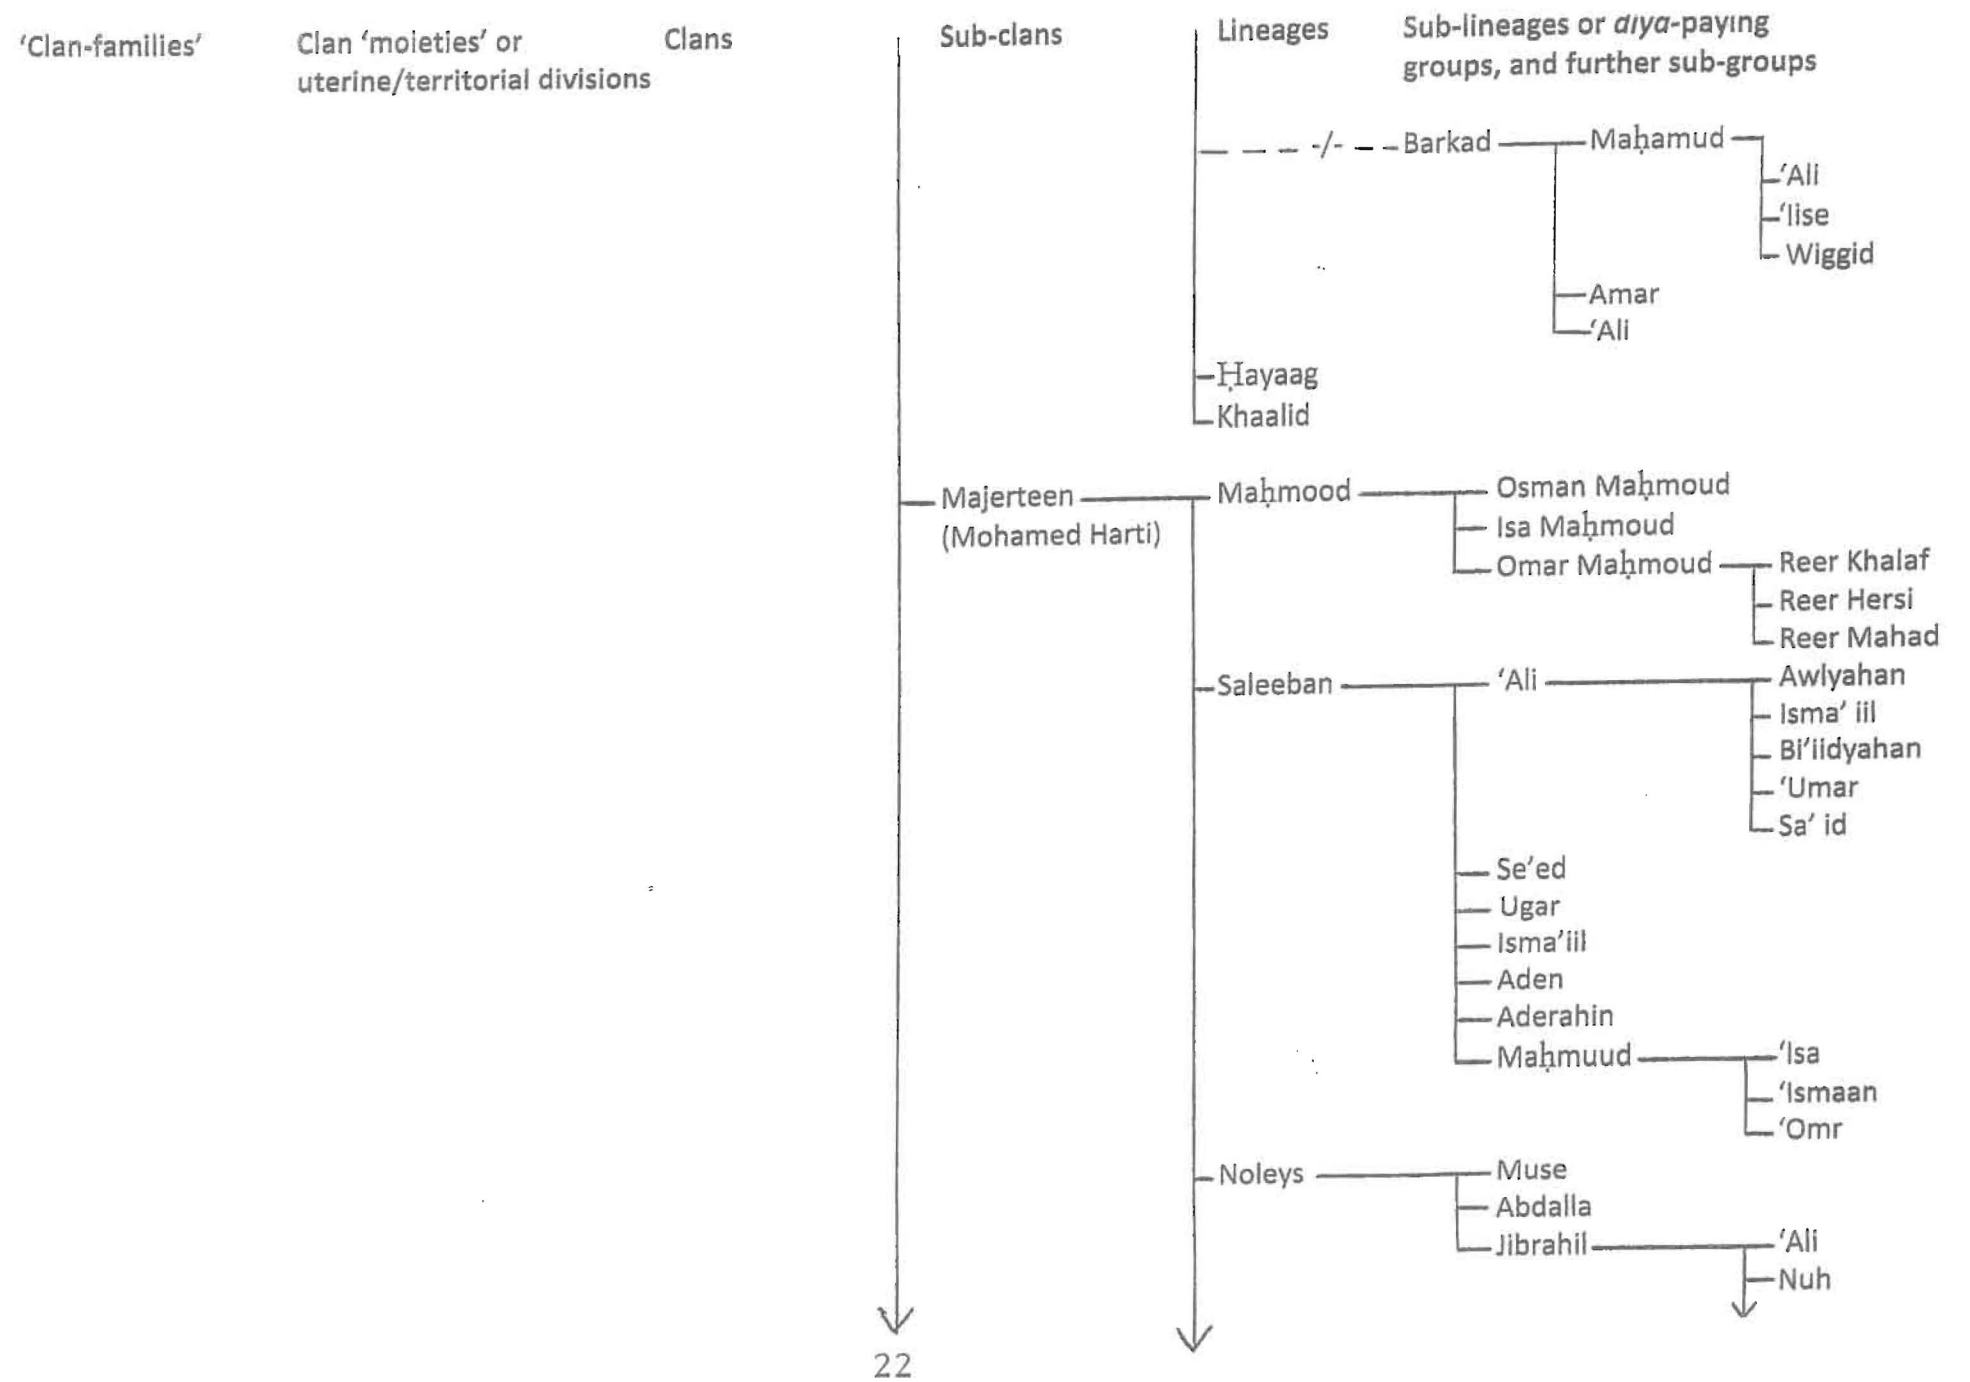 ‘Clan-families’ Clan ‘moieties’ or Clans Sub-clans Lineages Sub-lineages or diya-paying
uterine/territorial divisions groups, and further sub-groups
-/- Barkad Maḥamud
‘Ali
‘Iise
Wiggid
Amar
‘Ali
Ḥayaag
Khaalid
Majerteen Maḥmood Osman Maḥmoud
(Mohamed Harti) Isa Maḥmoud
Omar Maḥmoud Reer Khalaf
Reer Hersi
Reer Mahad
Saleeban ‘Ali Awlyahan
Isma’ iil
Bi’iidyahan
‘Umar
Sa’ id
Se’ed
Ugar
Isma’iil
Aden
Aderahin
Maḥmuud ‘Isa
‘Ismaan
‘Omr
Noleys Muse
Abdalla
Jibrahil ‘Ali
Nuh
22